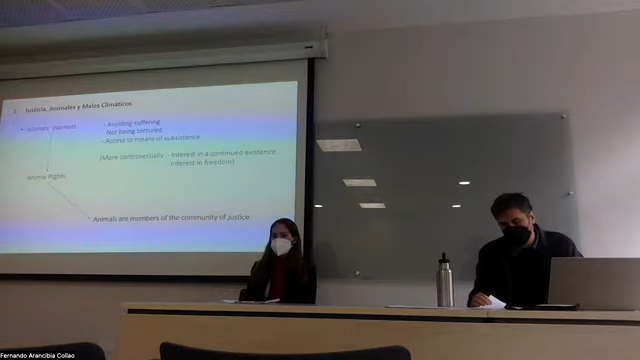 1. Justicia, Animales y Males Climáticos
• Animals' Interests
- Avoiding suffering
Not being tortured
- Access to means of subsistence
(More controversially - Interest in a continued existence
Interest in freedom)
Animal Rights
Animals are members of the community of justice
Fernando Arancibia Collao